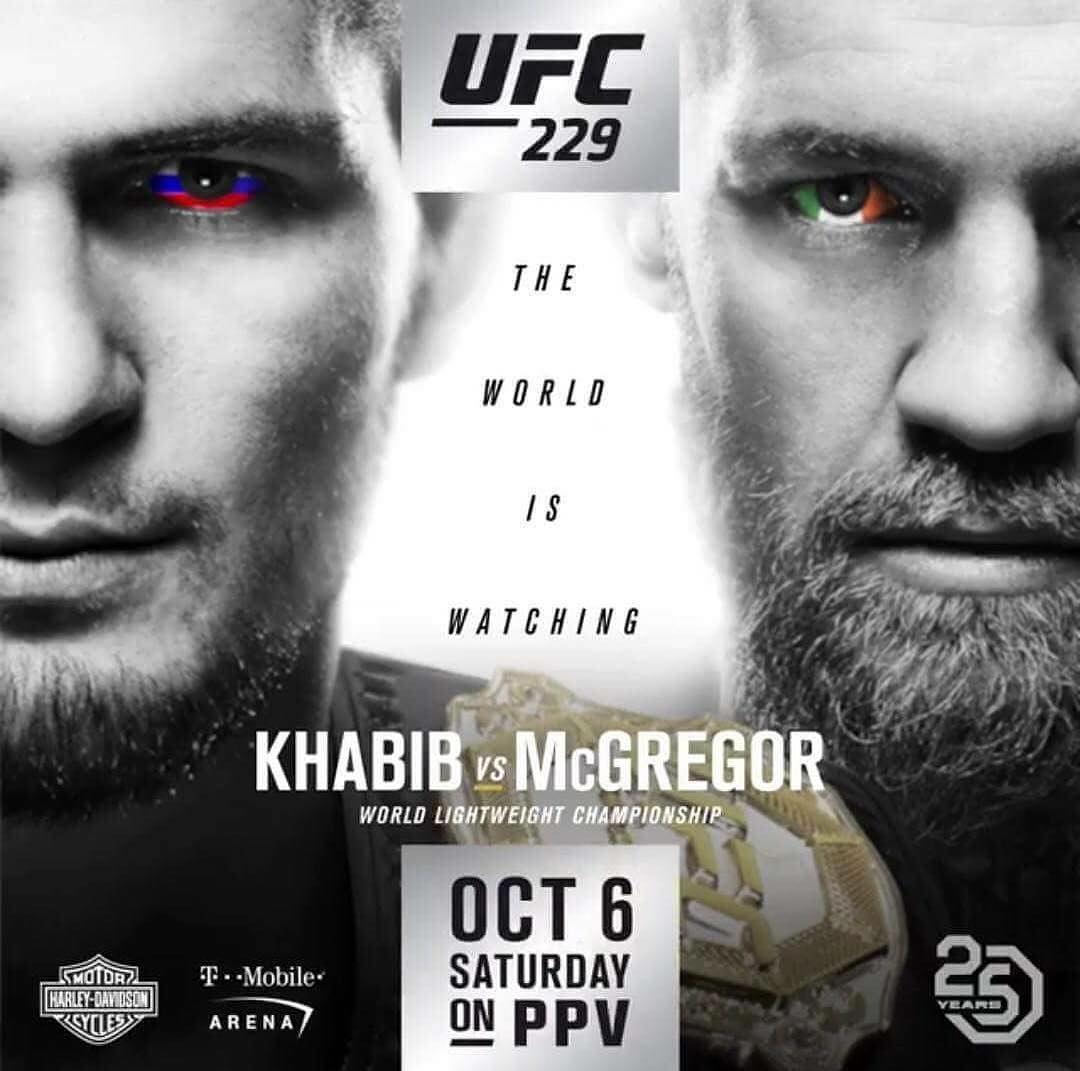 UFC
229
THE
WORLD
IS
WATCHING
KHABIB VS McGREGOR
WORLD LIGHTWEIGHT CHAMPIONSHIP
OCT 6
SATURDAY
ON PPV
MOTOR
HARLEY-DAVIDSON
CYCLES
T··Mobile·
ARENA
25
YEARS